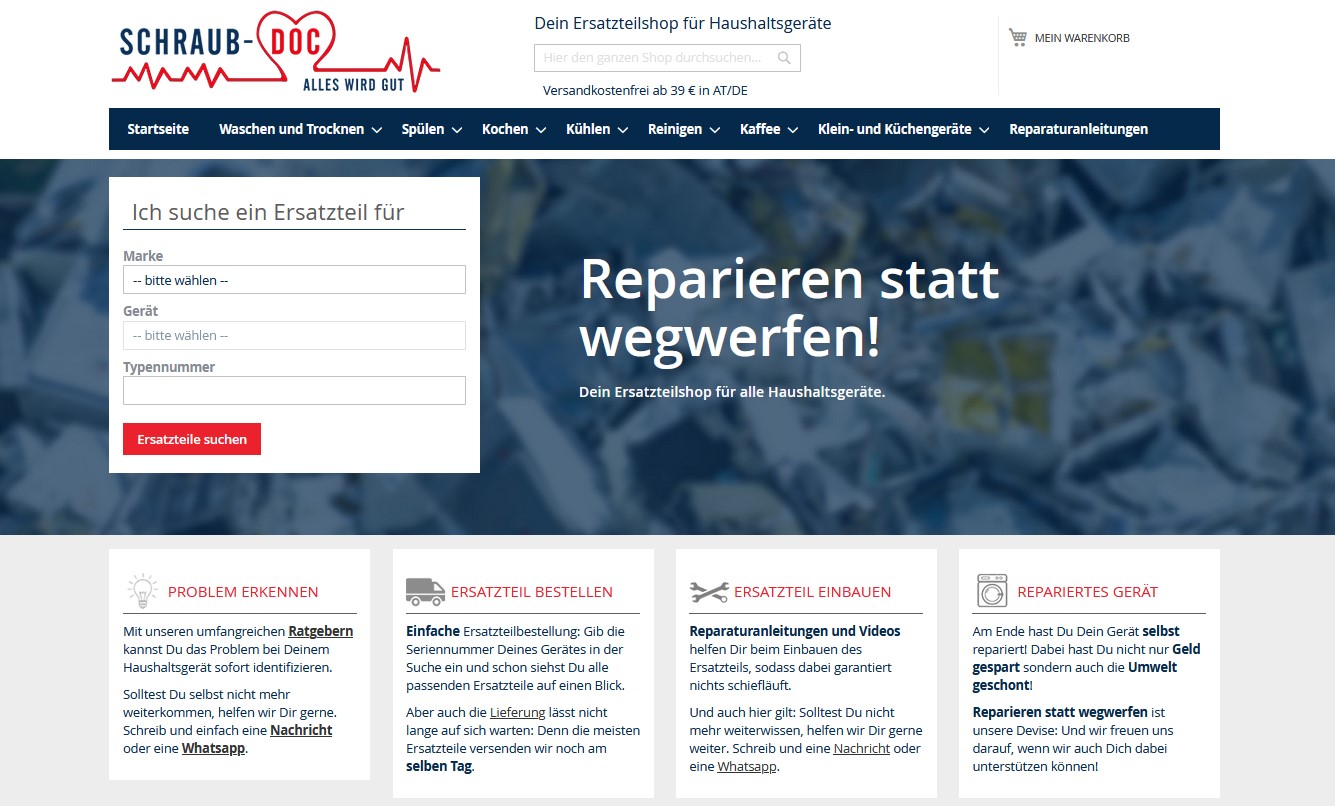 SCHRAUB-DOC
ALLES WIRD GUT
Dein Ersatzteilshop für Haushaltsgeräte
Hier den ganzen Shop durchsuchen...
Versandkostenfrei ab 39 € in AT/DE
MEIN WARENKORB
Startseite Waschen und Trocknen Spülen Kochen Kühlen Reinigen Kaffee Klein- und Küchengeräte Reparaturanleitungen
Ich suche ein Ersatzteil für
Marke
-- bitte wählen --
Gerät
-- bitte wählen --
Typennummer
Ersatzteile suchen
Reparieren statt
wegwerfen!
Dein Ersatzteilshop für alle Haushaltsgeräte.
PROBLEM ERKENNEN
Mit unseren umfangreichen Ratgebern
kannst Du das Problem bei Deinem
Haushaltsgerät sofort identifizieren.
Solltest Du selbst nicht mehr
weiterkommen, helfen wir Dir gerne.
Schreib und einfach eine Nachricht
oder eine Whatsapp.
ERSATZTEIL BESTELLEN
Einfache Ersatzteilbestellung: Gib die
Seriennummer Deines Gerätes in der
Suche ein und schon siehst Du alle
passenden Ersatzteile auf einen Blick.
Aber auch die Lieferung lässt nicht
lange auf sich warten: Denn die meisten
Ersatzteile versenden wir noch am
selben Tag.
ERSATZTEIL EINBAUEN
Reparaturanleitungen und Videos
helfen Dir beim Einbauen des
Ersatzteils, sodass dabei garantiert
nichts schiefläuft.
Und auch hier gilt: Solltest Du nicht
mehr weiterwissen, helfen wir Dir gerne
weiter. Schreib und eine Nachricht oder
eine Whatsapp.
REPARIERTES GERÄT
Am Ende hast Du Dein Gerät selbst
repariert! Dabei hast Du nicht nur Geld
gespart sondern auch die Umwelt
geschont!
Reparieren statt wegwerfen ist
unsere Devise: Und wir freuen uns
darauf, wenn wir auch Dich dabei
unterstützen können!